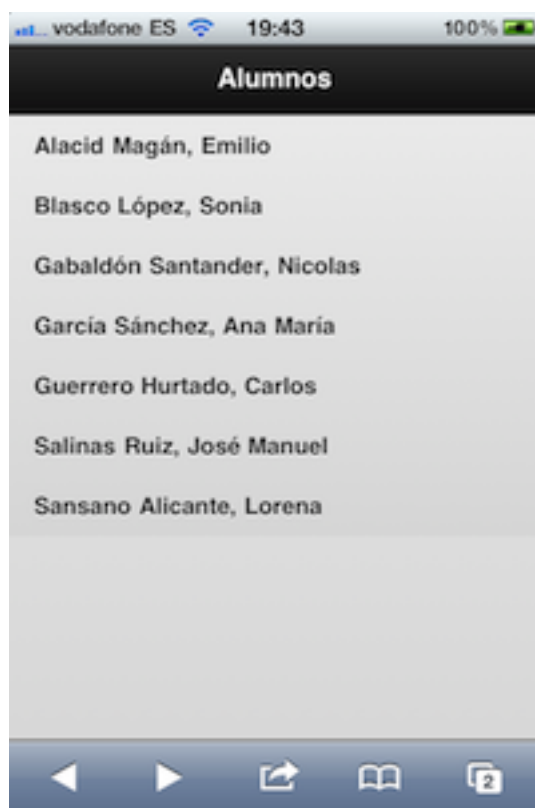 vodafone ES 19:43 100%
Alumnos
Alacid Magán, Emilio
Blasco López, Sonia
Gabaldón Santander, Nicolas
García Sánchez, Ana María
Guerrero Hurtado, Carlos
Salinas Ruiz, José Manuel
Sansano Alicante, Lorena
2